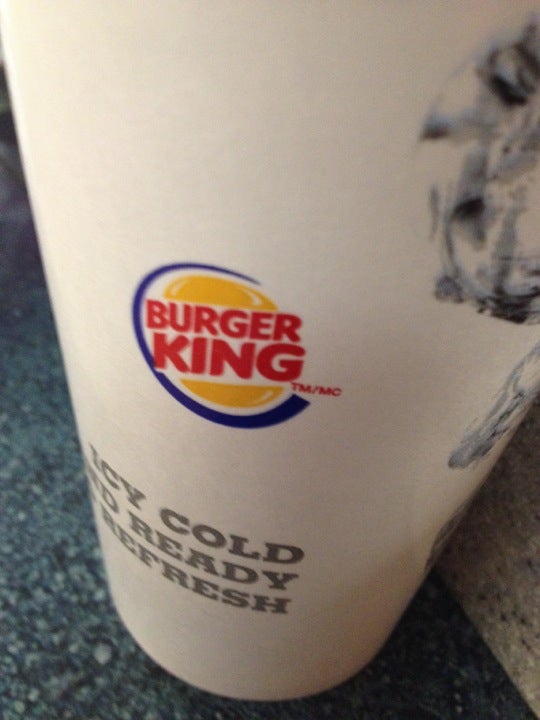 BURGER
KING
TM/MC
ICY COLD
READY
REFRESH